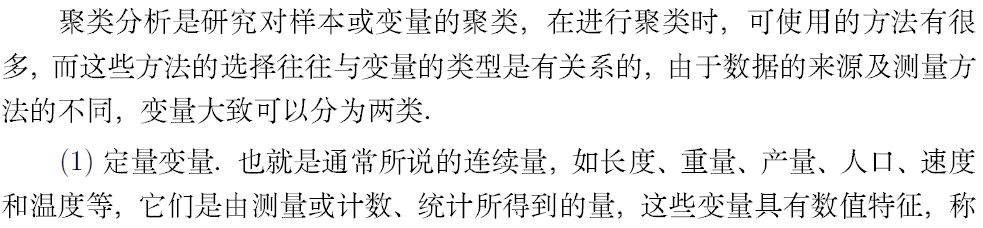 聚类分析是研究对样本或变量的聚类，在进行聚类时，可使用的方法有很
多，而这些方法的选择往往与变量的类型是有关系的，由于数据的来源及测量方
法的不同，变量大致可以分为两类.
(1) 定量变量. 也就是通常所说的连续量，如长度、重量、产量、人口、速度
和温度等，它们是由测量或计数、统计所得到的量，这些变量具有数值特征，称